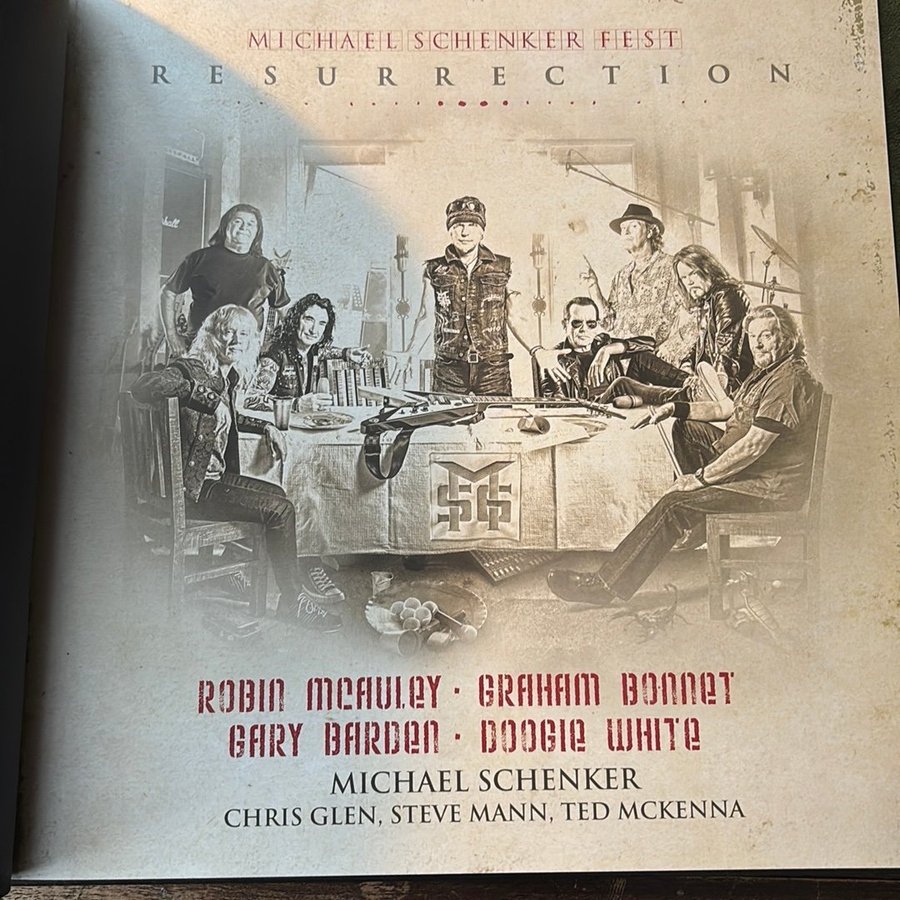 MICHAEL SCHENKER FEST
RESURRECTION
MSG
ROBIN MCAULEY · GRAHAM BONNET
GARY BARDEN · DOOGIE WHITE
MICHAEL SCHENKER
CHRIS GLEN, STEVE MANN, TED MCKENNA